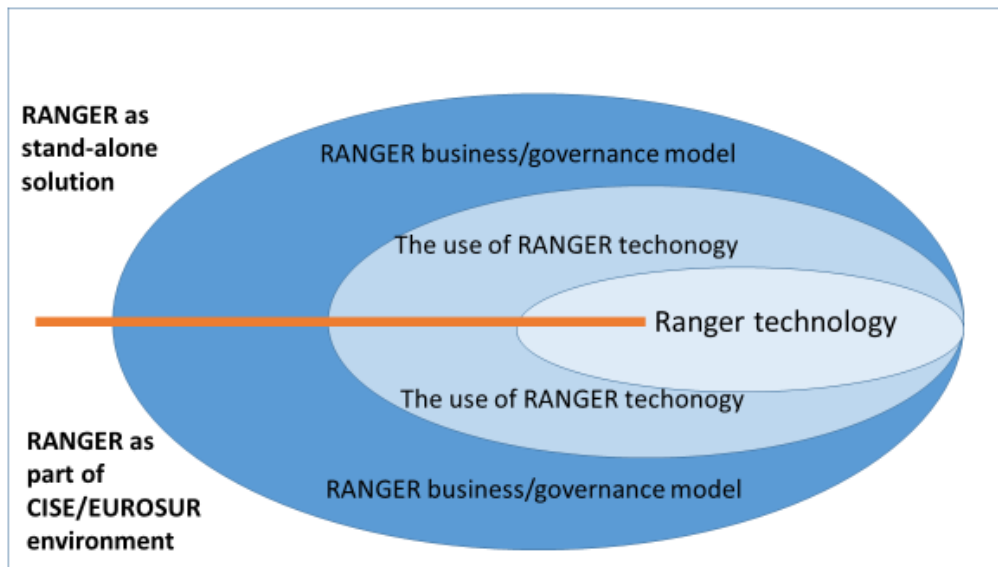 RANGER as
stand-alone
solution
RANGER business/governance model
The use of RANGER techonogy
Ranger technology
The use of RANGER techonogy
RANGER as
part of
CISE/EUROSUR
environment
RANGER business/governance model